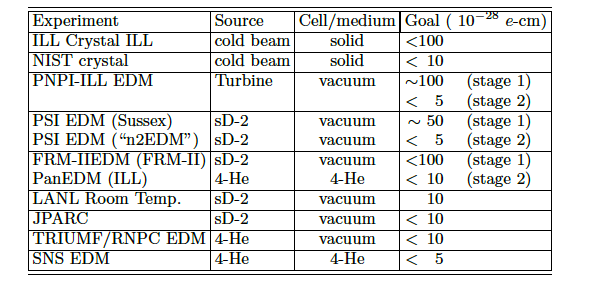 Experiment Source Cell/medium Goal ( 10⁻²⁸ e-cm)
ILL Crystal ILL cold beam solid <100
NIST crystal cold beam solid < 10
PNPI-ILL EDM Turbine vacuum ∼100 (stage 1)
< 5 (stage 2)
PSI EDM (Sussex) sD-2 vacuum ∼ 50 (stage 1)
PSI EDM (“n2EDM”) sD-2 vacuum < 5 (stage 2)
FRM-IIEDM (FRM-II) sD-2 vacuum <100 (stage 1)
PanEDM (ILL) 4-He 4-He < 10 (stage 2)
LANL Room Temp. sD-2 vacuum 10
JPARC sD-2 vacuum < 10
TRIUMF/RNPC EDM 4-He vacuum < 10
SNS EDM 4-He 4-He < 5